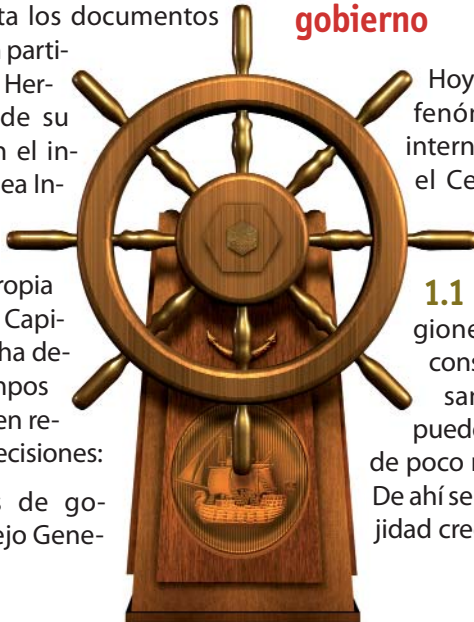 ta los documentos
parti-
Her-
de su
n el in-
ea In-
ropia
Capi-
ha de-
mpos
en re-
ecisiones:
s de go-
ejo Gene-
gobierno
Hoy
fenóm
intern
el Ce
1.1
gione
cons
san
puede
de poco r
De ahí se
jidad cre